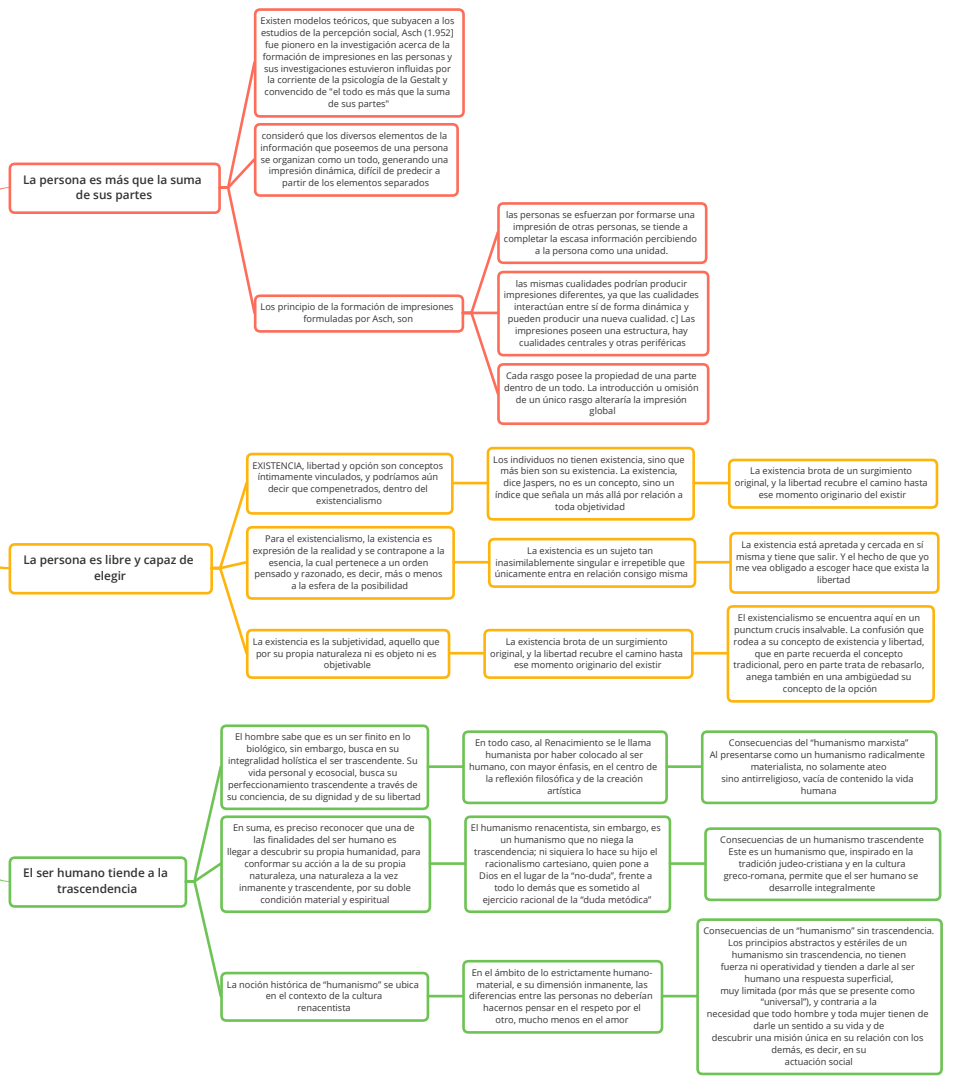 La persona es más que la suma
de sus partes
Existen modelos teóricos, que subyacen a los
estudios de la percepción social, Asch (1.952]
fue pionero en la investigación acerca de la
formación de impresiones en las personas y
sus investigaciones estuvieron influidas por
la corriente de la psicología de la Gestalt y
convencido de "el todo es más que la suma
de sus partes"
consideró que los diversos elementos de la
información que poseemos de una persona
se organizan como un todo, generando una
impresión dinámica, difícil de predecir a
partir de los elementos separados
Los principio de la formación de impresiones
formuladas por Asch, son
las personas se esfuerzan por formarse una
impresión de otras personas, se tiende a
completar la escasa información percibiendo
a la persona como una unidad.
las mismas cualidades podrían producir
impresiones diferentes, ya que las cualidades
interactúan entre sí de forma dinámica y
pueden producir una nueva cualidad. c] Las
impresiones poseen una estructura, hay
cualidades centrales y otras periféricas
Cada rasgo posee la propiedad de una parte
dentro de un todo. La introducción u omisión
de un único rasgo alteraría la impresión
global
La persona es libre y capaz de
elegir
EXISTENCIA, libertad y opción son conceptos
íntimamente vinculados, y podríamos aún
decir que compenetrados, dentro del
existencialismo
Los individuos no tienen existencia, sino que
más bien son su existencia. La existencia,
dice Jaspers, no es un concepto, sino un
índice que señala un más allá por relación a
toda objetividad
La existencia brota de un surgimiento
original, y la libertad recubre el camino hasta
ese momento originario del existir
Para el existencialismo, la existencia es
expresión de la realidad y se contrapone a la
esencia, la cual pertenece a un orden
pensado y razonado, es decir, más o menos
a la esfera de la posibilidad
La existencia es un sujeto tan
inasimilablemente singular e irrepetible que
únicamente entra en relación consigo misma
La existencia está apretada y cercada en sí
misma y tiene que salir. Y el hecho de que yo
me vea obligado a escoger hace que exista la
libertad
La existencia es la subjetividad, aquello que
por su propia naturaleza ni es objeto ni es
objetivable
La existencia brota de un surgimiento
original, y la libertad recubre el camino hasta
ese momento originario del existir
El existencialismo se encuentra aquí en un
punctum crucis insalvable. La confusión que
rodea a su concepto de existencia y libertad,
que en parte recuerda el concepto
tradicional, pero en parte trata de rebasarlo,
anega también en una ambigüedad su
concepto de la opción
El ser humano tiende a la
trascendencia
El hombre sabe que es un ser finito en lo
biológico, sin embargo, busca en su
integralidad holística el ser trascendente. Su
vida personal y ecosocial, busca su
perfeccionamiento trascendente a través de
su conciencia, de su dignidad y de su libertad
En todo caso, al Renacimiento se le llama
humanista por haber colocado al ser
humano, con mayor énfasis, en el centro de
la reflexión filosófica y de la creación
artística
Consecuencias del “humanismo marxista”
Al presentarse como un humanismo radicalmente
materialista, no solamente ateo
sino antirreligioso, vacía de contenido la vida
humana
En suma, es preciso reconocer que una de
las finalidades del ser humano es
llegar a descubrir su propia humanidad, para
conformar su acción a la de su propia
naturaleza, una naturaleza a la vez
inmanente y trascendente, por su doble
condición material y espiritual
El humanismo renacentista, sin embargo, es
un humanismo que no niega la
trascendencia; ni siquiera lo hace su hijo el
racionalismo cartesiano, quien pone a
Dios en el lugar de la “no-duda”, frente a
todo lo demás que es sometido al
ejercicio racional de la “duda metódica”
Consecuencias de un humanismo trascendente
Este es un humanismo que, inspirado en la
tradición judeo-cristiana y en la cultura
greco-romana, permite que el ser humano se
desarrolle integralmente
La noción histórica de “humanismo” se ubica
en el contexto de la cultura
renacentista
En el ámbito de lo estrictamente humano-
material, e su dimensión inmanente, las
diferencias entre las personas no deberían
hacernos pensar en el respeto por el
otro, mucho menos en el amor
Consecuencias de un “humanismo” sin trascendencia.
Los principios abstractos y estériles de un
humanismo sin trascendencia, no tienen
fuerza ni operatividad y tienden a darle al ser
humano una respuesta superficial,
muy limitada (por más que se presente como
“universal”), y contraria a la
necesidad que todo hombre y toda mujer tienen de
darle un sentido a su vida y de
descubrir una misión única en su relación con los
demás, es decir, en su
actuación social